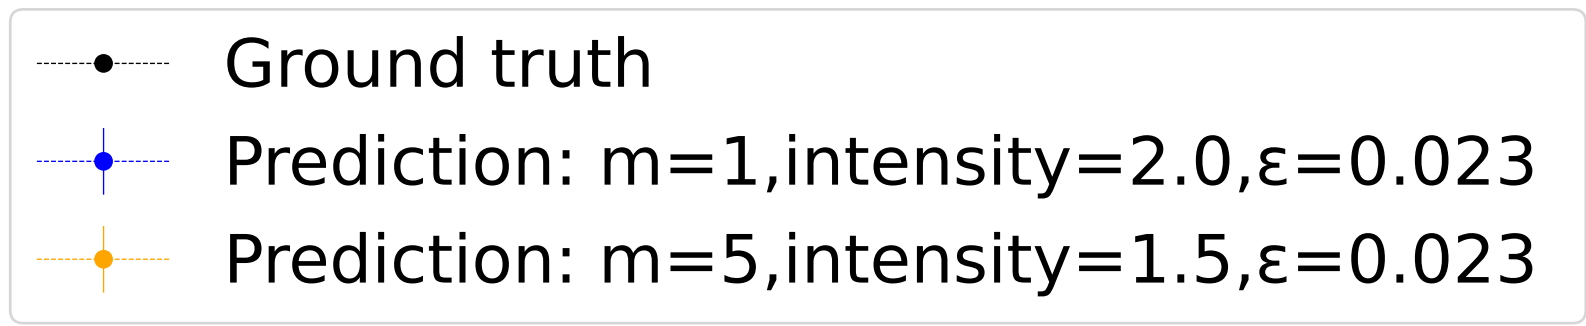 Ground truth
Prediction: m=1,intensity=2.0,ε=0.023
Prediction: m=5,intensity=1.5,ε=0.023